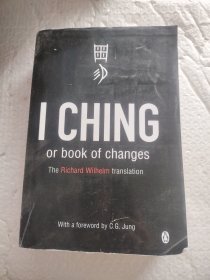 I CHING
or book of changes
The Richard Wilhelm translation
With a foreword by C.G. Jung